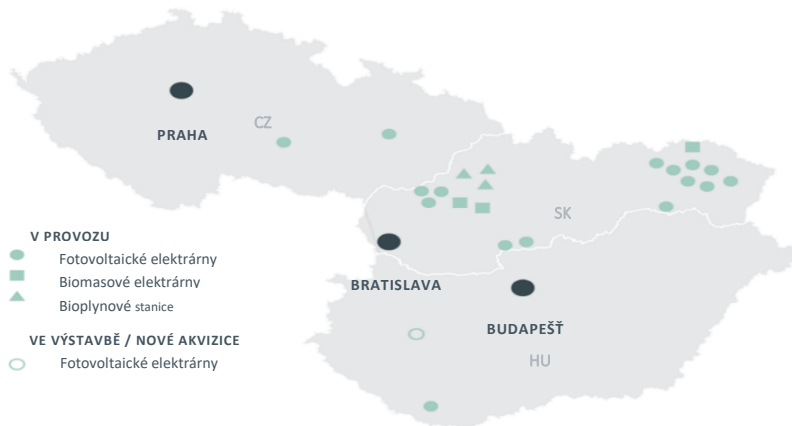 CZ
PRAHA
SK
V PROVOZU
Fotovoltaické elektrárny
Biomasové elektrárny
Bioplynové stanice
BRATISLAVA
BUDAPEŠŤ
VE VÝSTAVBĚ / NOVÉ AKVIZICE
Fotovoltaické elektrárny
HU